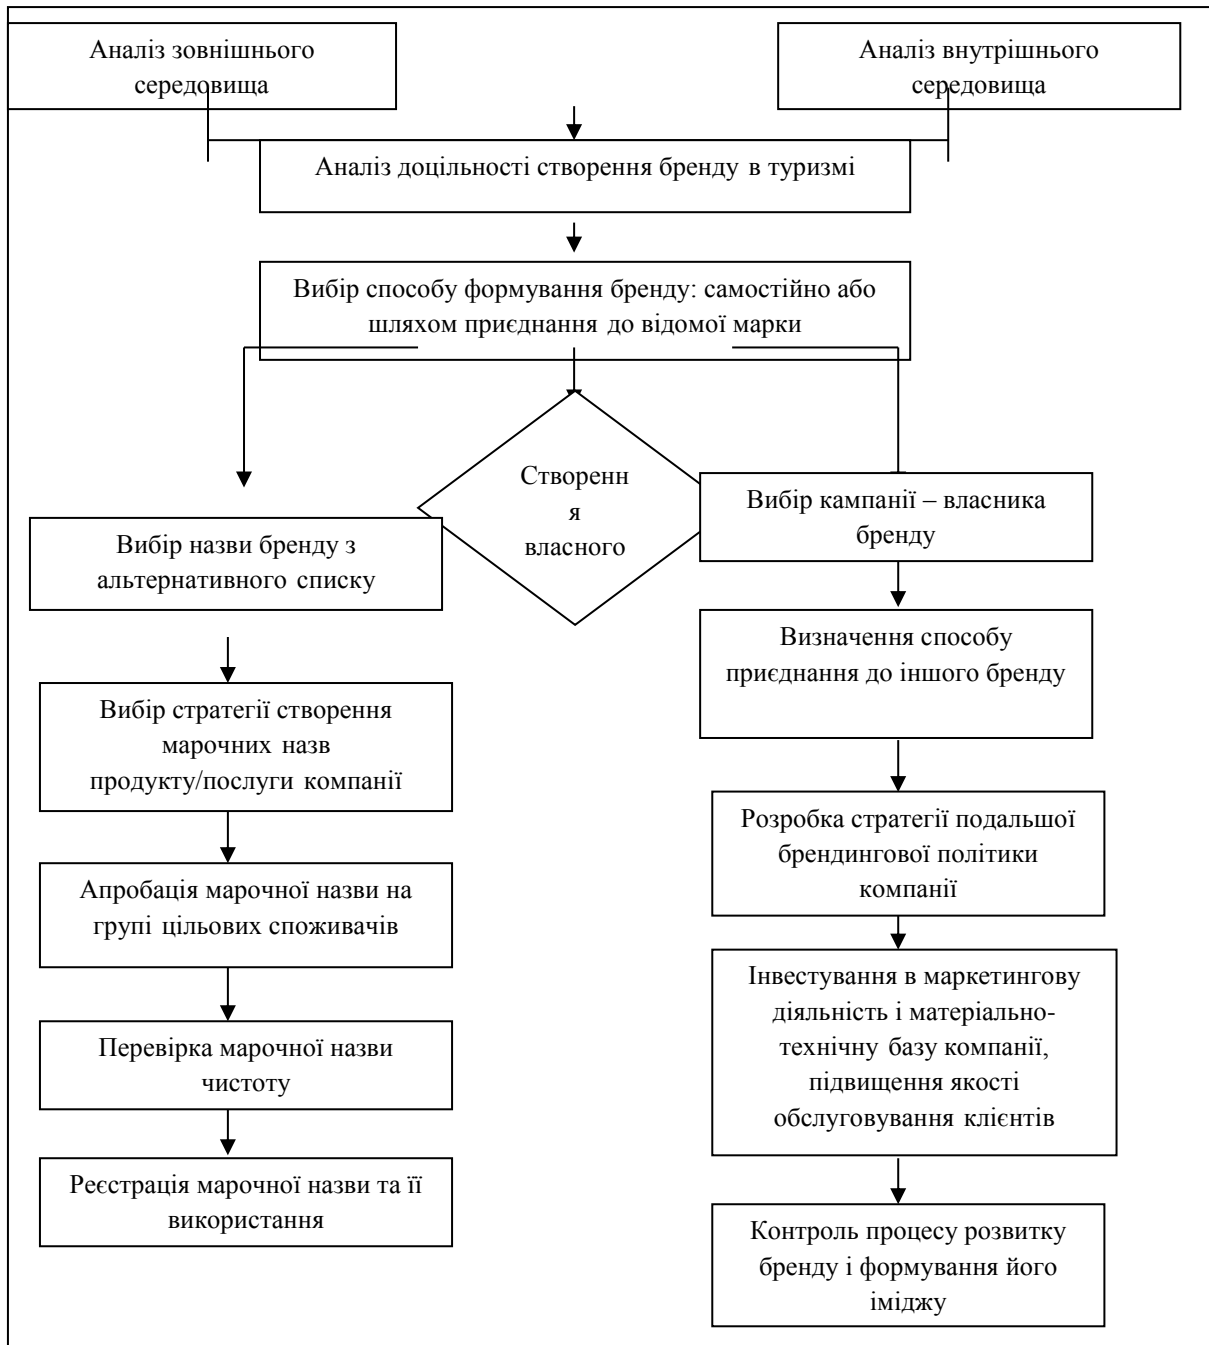 Аналіз зовнішнього
середовища
Аналіз внутрішнього
середовища
Аналіз доцільності створення бренду в туризмі
Вибір способу формування бренду: самостійно або
шляхом приєднання до відомої марки
Створенн
я
власного
Вибір назви бренду з
альтернативного списку
Вибір стратегії створення
марочних назв
продукту/послуги компанії
Апробація марочної назви на
групі цільових споживачів
Перевірка марочної назви
чистоту
Реєстрація марочної назви та її
використання
Вибір кампанії – власника
бренду
Визначення способу
приєднання до іншого бренду
Розробка стратегії подальшої
брендингової політики
компанії
Інвестування в маркетингову
діяльність і матеріально-
технічну базу компанії,
підвищення якості
обслуговування клієнтів
Контроль процесу розвитку
бренду і формування його
іміджу